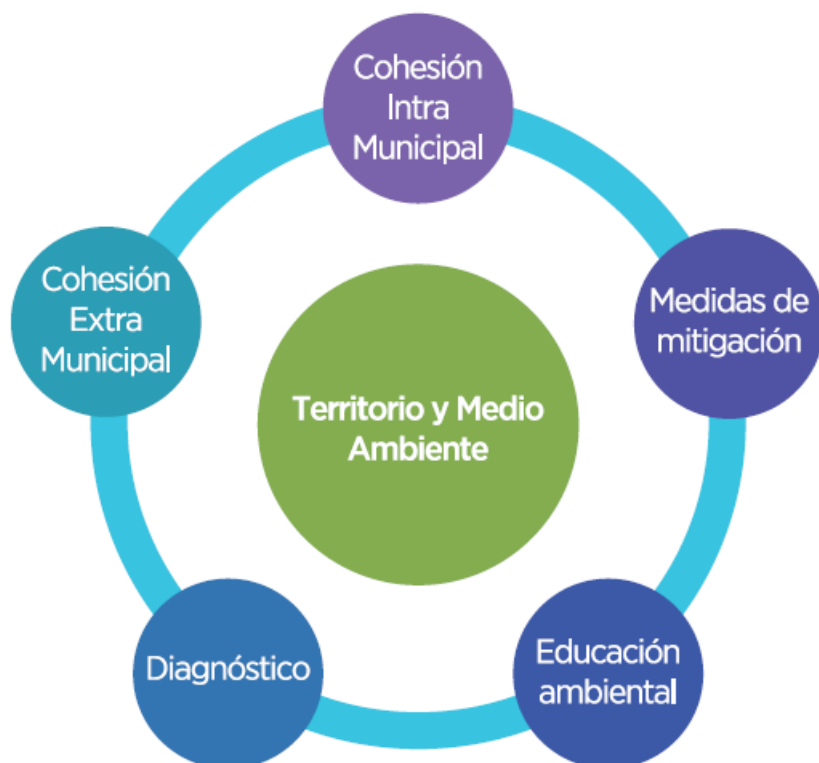 Cohesión
Intra
Municipal
Medidas de
mitigación
Educación
ambiental
Diagnóstico
Cohesión
Extra
Municipal
Territorio y Medio
Ambiente